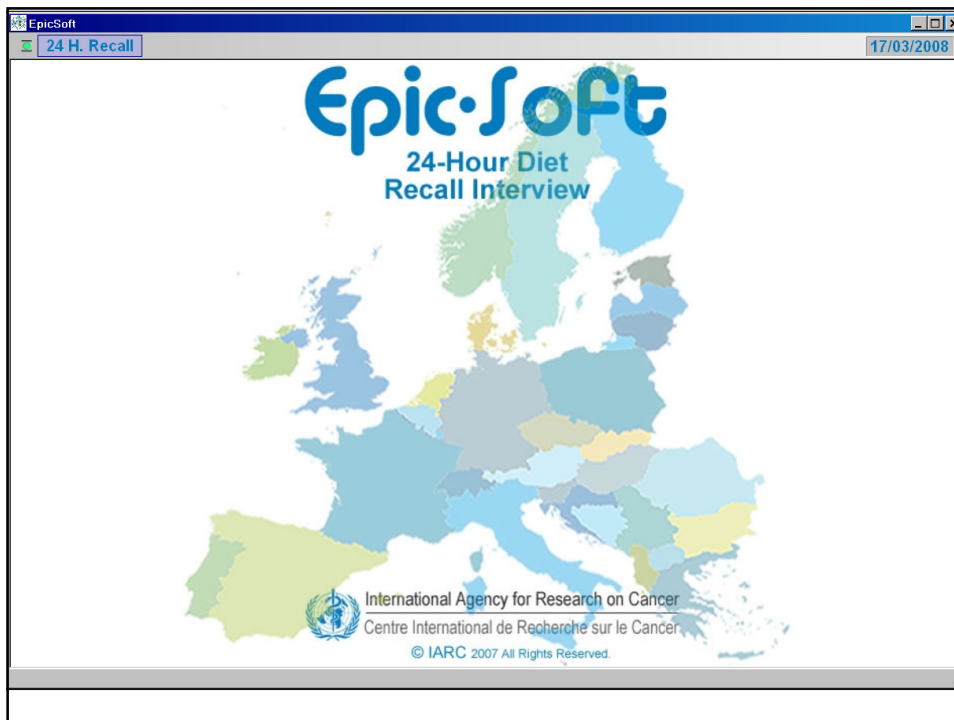 EpicSoft
24 H. Recall
17/03/2008
Epic·Soft
24-Hour Diet
Recall Interview
International Agency for Research on Cancer
Centre International de Recherche sur le Cancer
© IARC 2007 All Rights Reserved.